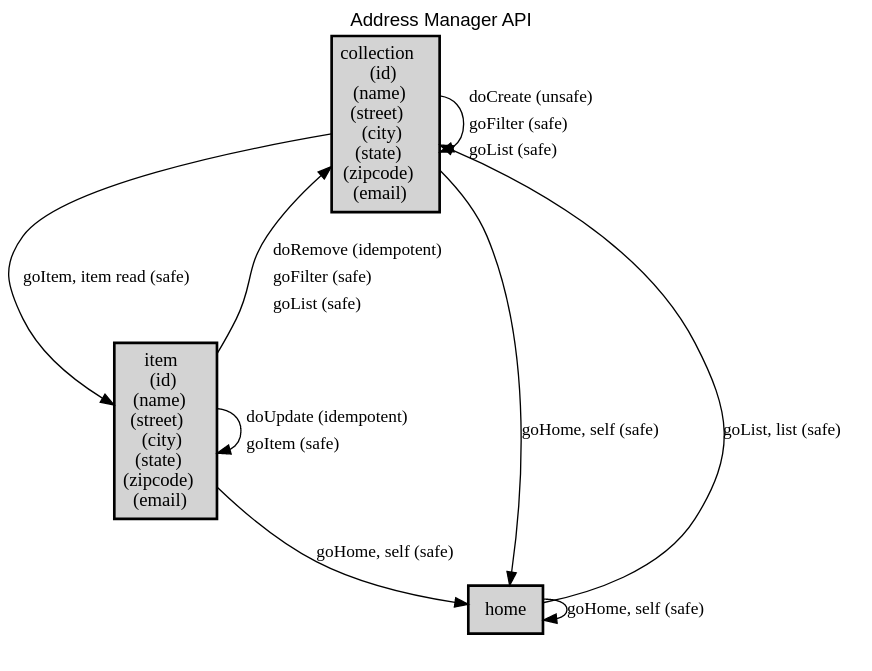 Address Manager API
collection
(id)
(name)
(street)
(city)
(state)
(zipcode)
(email)
doCreate (unsafe)
goFilter (safe)
goList (safe)
goItem, item read (safe)
doRemove (idempotent)
goFilter (safe)
goList (safe)
item
(id)
(name)
(street)
(city)
(state)
(zipcode)
(email)
doUpdate (idempotent)
goItem (safe)
goHome, self (safe)
goList, list (safe)
goHome, self (safe)
home
goHome, self (safe)